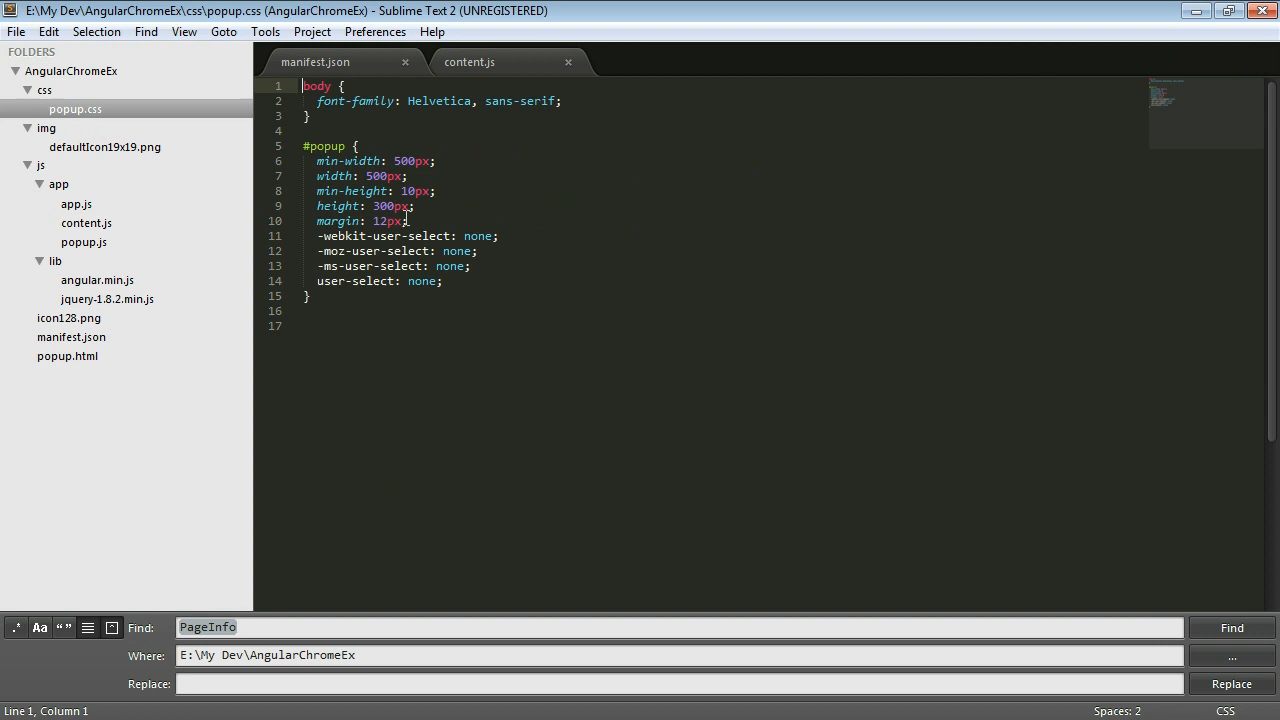 E:\My Dev\AngularChromeEx\css\popup.css (AngularChromeEx) - Sublime Text 2 (UNREGISTERED)
File Edit Selection Find View Goto Tools Project Preferences Help
FOLDERS
AngularChromeEx
css
popup.css
img
defaultIcon19x19.png
js
app
app.js
content.js
popup.js
lib
angular.min.js
jquery-1.8.2.min.js
icon128.png
manifest.json
popup.html
manifest.json × content.js ×
1 body {
2 font-family: Helvetica, sans-serif;
3 }
4
5 #popup {
6 min-width: 500px;
7 width: 500px;
8 min-height: 10px;
9 height: 300px;
10 margin: 12px;
11 -webkit-user-select: none;
12 -moz-user-select: none;
13 -ms-user-select: none;
14 user-select: none;
15 }
16
17
.* Aa “” Find: PageInfo Find
Where: E:\My Dev\AngularChromeEx ...
Replace: Replace
Line 1, Column 1 Spaces: 2 CSS